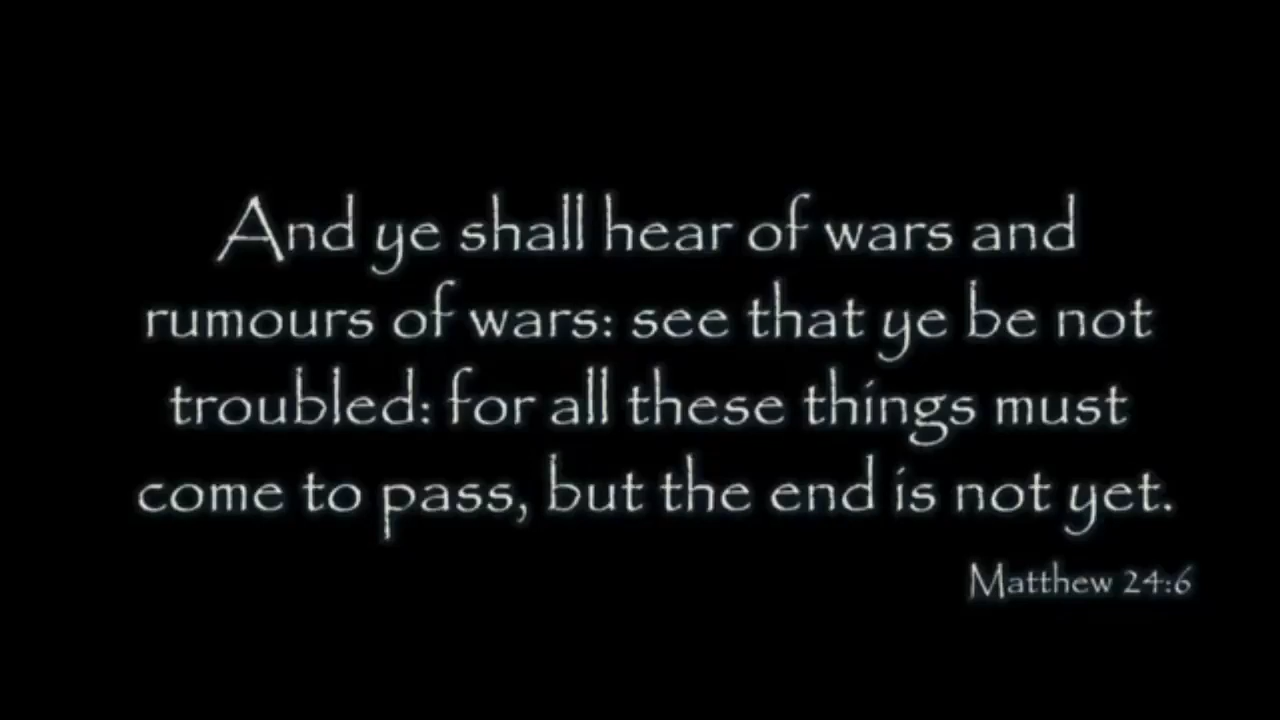 And ye shall hear of wars and
rumours of wars: see that ye be not
troubled: for all these things must
come to pass, but the end is not yet.
Matthew 24:6